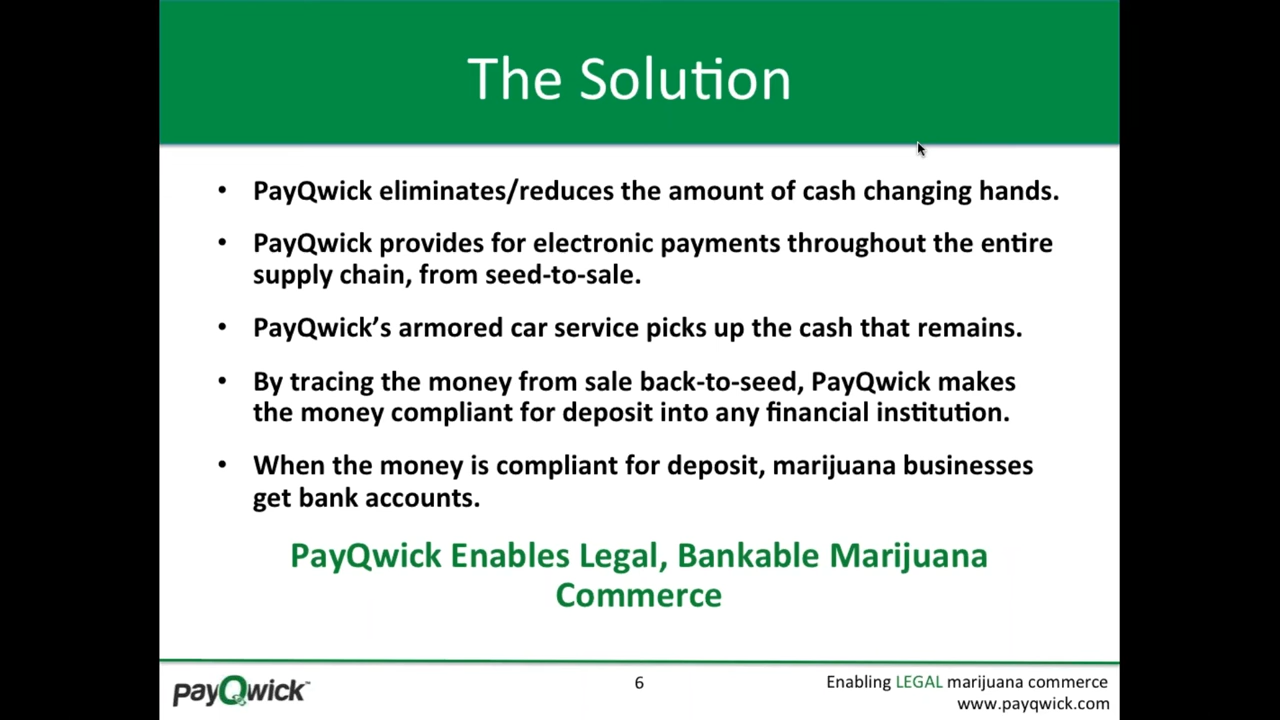 The Solution
• PayQwick eliminates/reduces the amount of cash changing hands.
• PayQwick provides for electronic payments throughout the entire
supply chain, from seed-to-sale.
• PayQwick’s armored car service picks up the cash that remains.
• By tracing the money from sale back-to-seed, PayQwick makes
the money compliant for deposit into any financial institution.
• When the money is compliant for deposit, marijuana businesses
get bank accounts.
PayQwick Enables Legal, Bankable Marijuana
Commerce
payQwick™
6
Enabling LEGAL marijuana commerce
www.payqwick.com